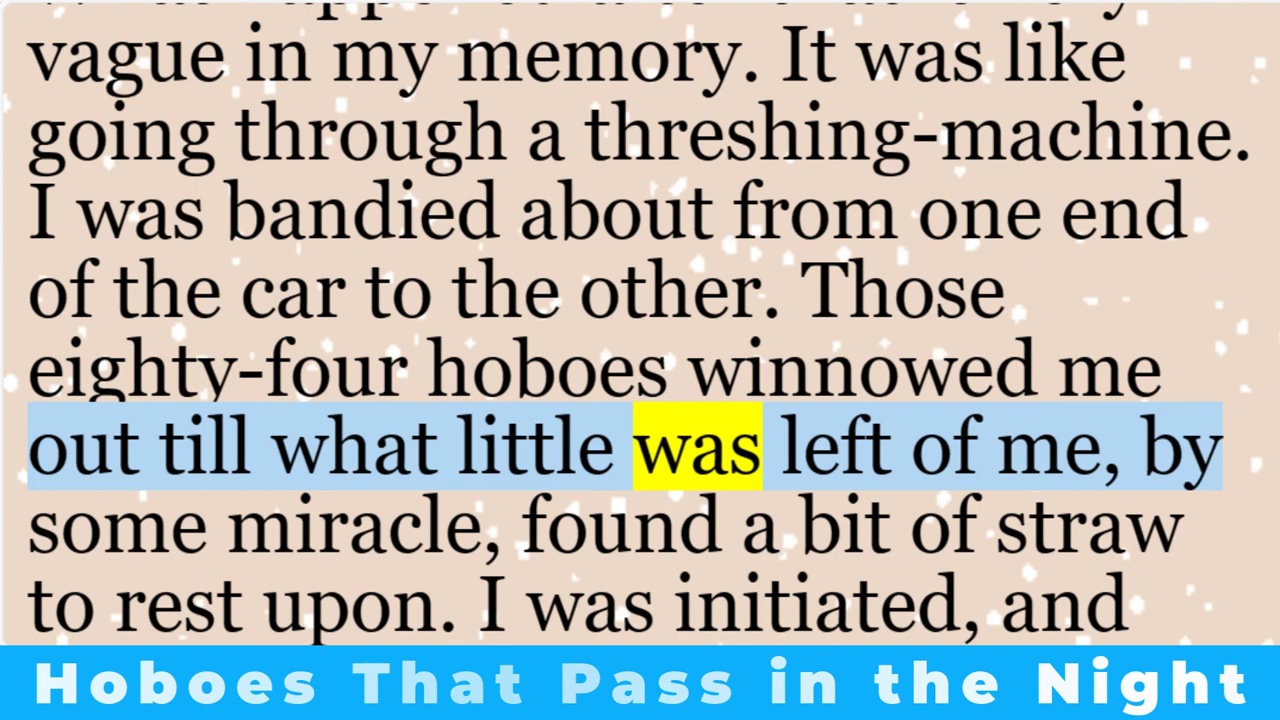 vague in my memory. It was like
going through a threshing-machine.
I was bandied about from one end
of the car to the other. Those
eighty-four hoboes winnowed me
out till what little was left of me, by
some miracle, found a bit of straw
to rest upon. I was initiated, and
Hoboes That Pass in the Night